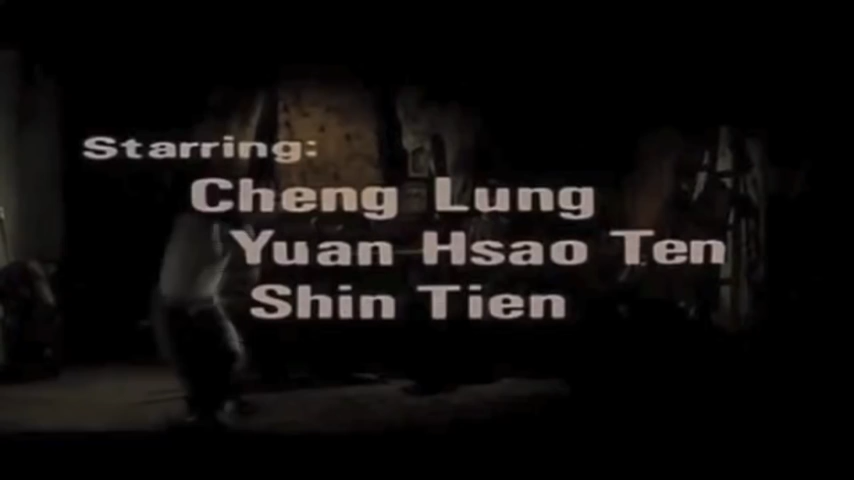 Starring:
Cheng Lung
Yuan Hsao Ten
Shin Tien